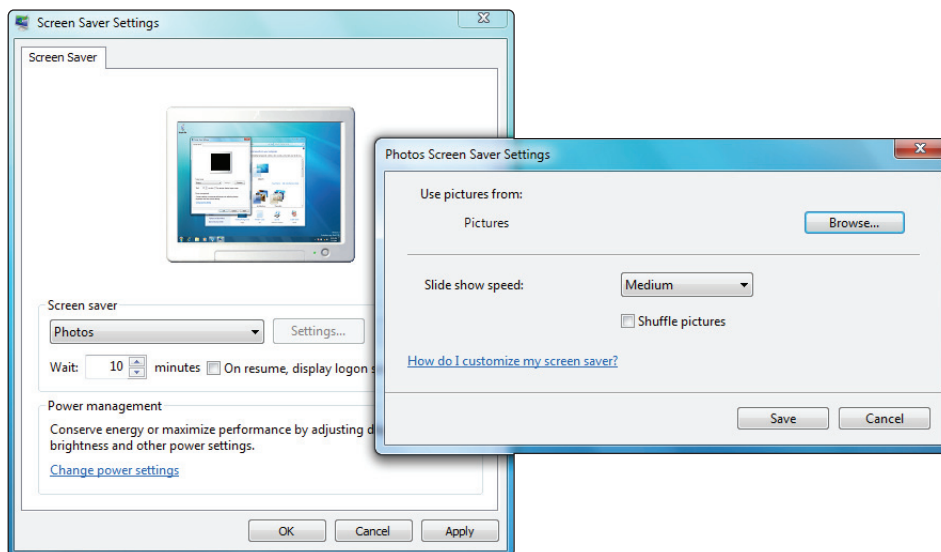 Screen Saver Settings
Screen Saver
Screen saver
Photos
Settings...
Wait:
10
minutes
On resume, display logon s
Power management
Conserve energy or maximize performance by adjusting d
brightness and other power settings.
Change power settings
OK
Cancel
Apply
Photos Screen Saver Settings
Use pictures from:
Pictures
Browse...
Slide show speed:
Medium
Shuffle pictures
How do I customize my screen saver?
Save
Cancel